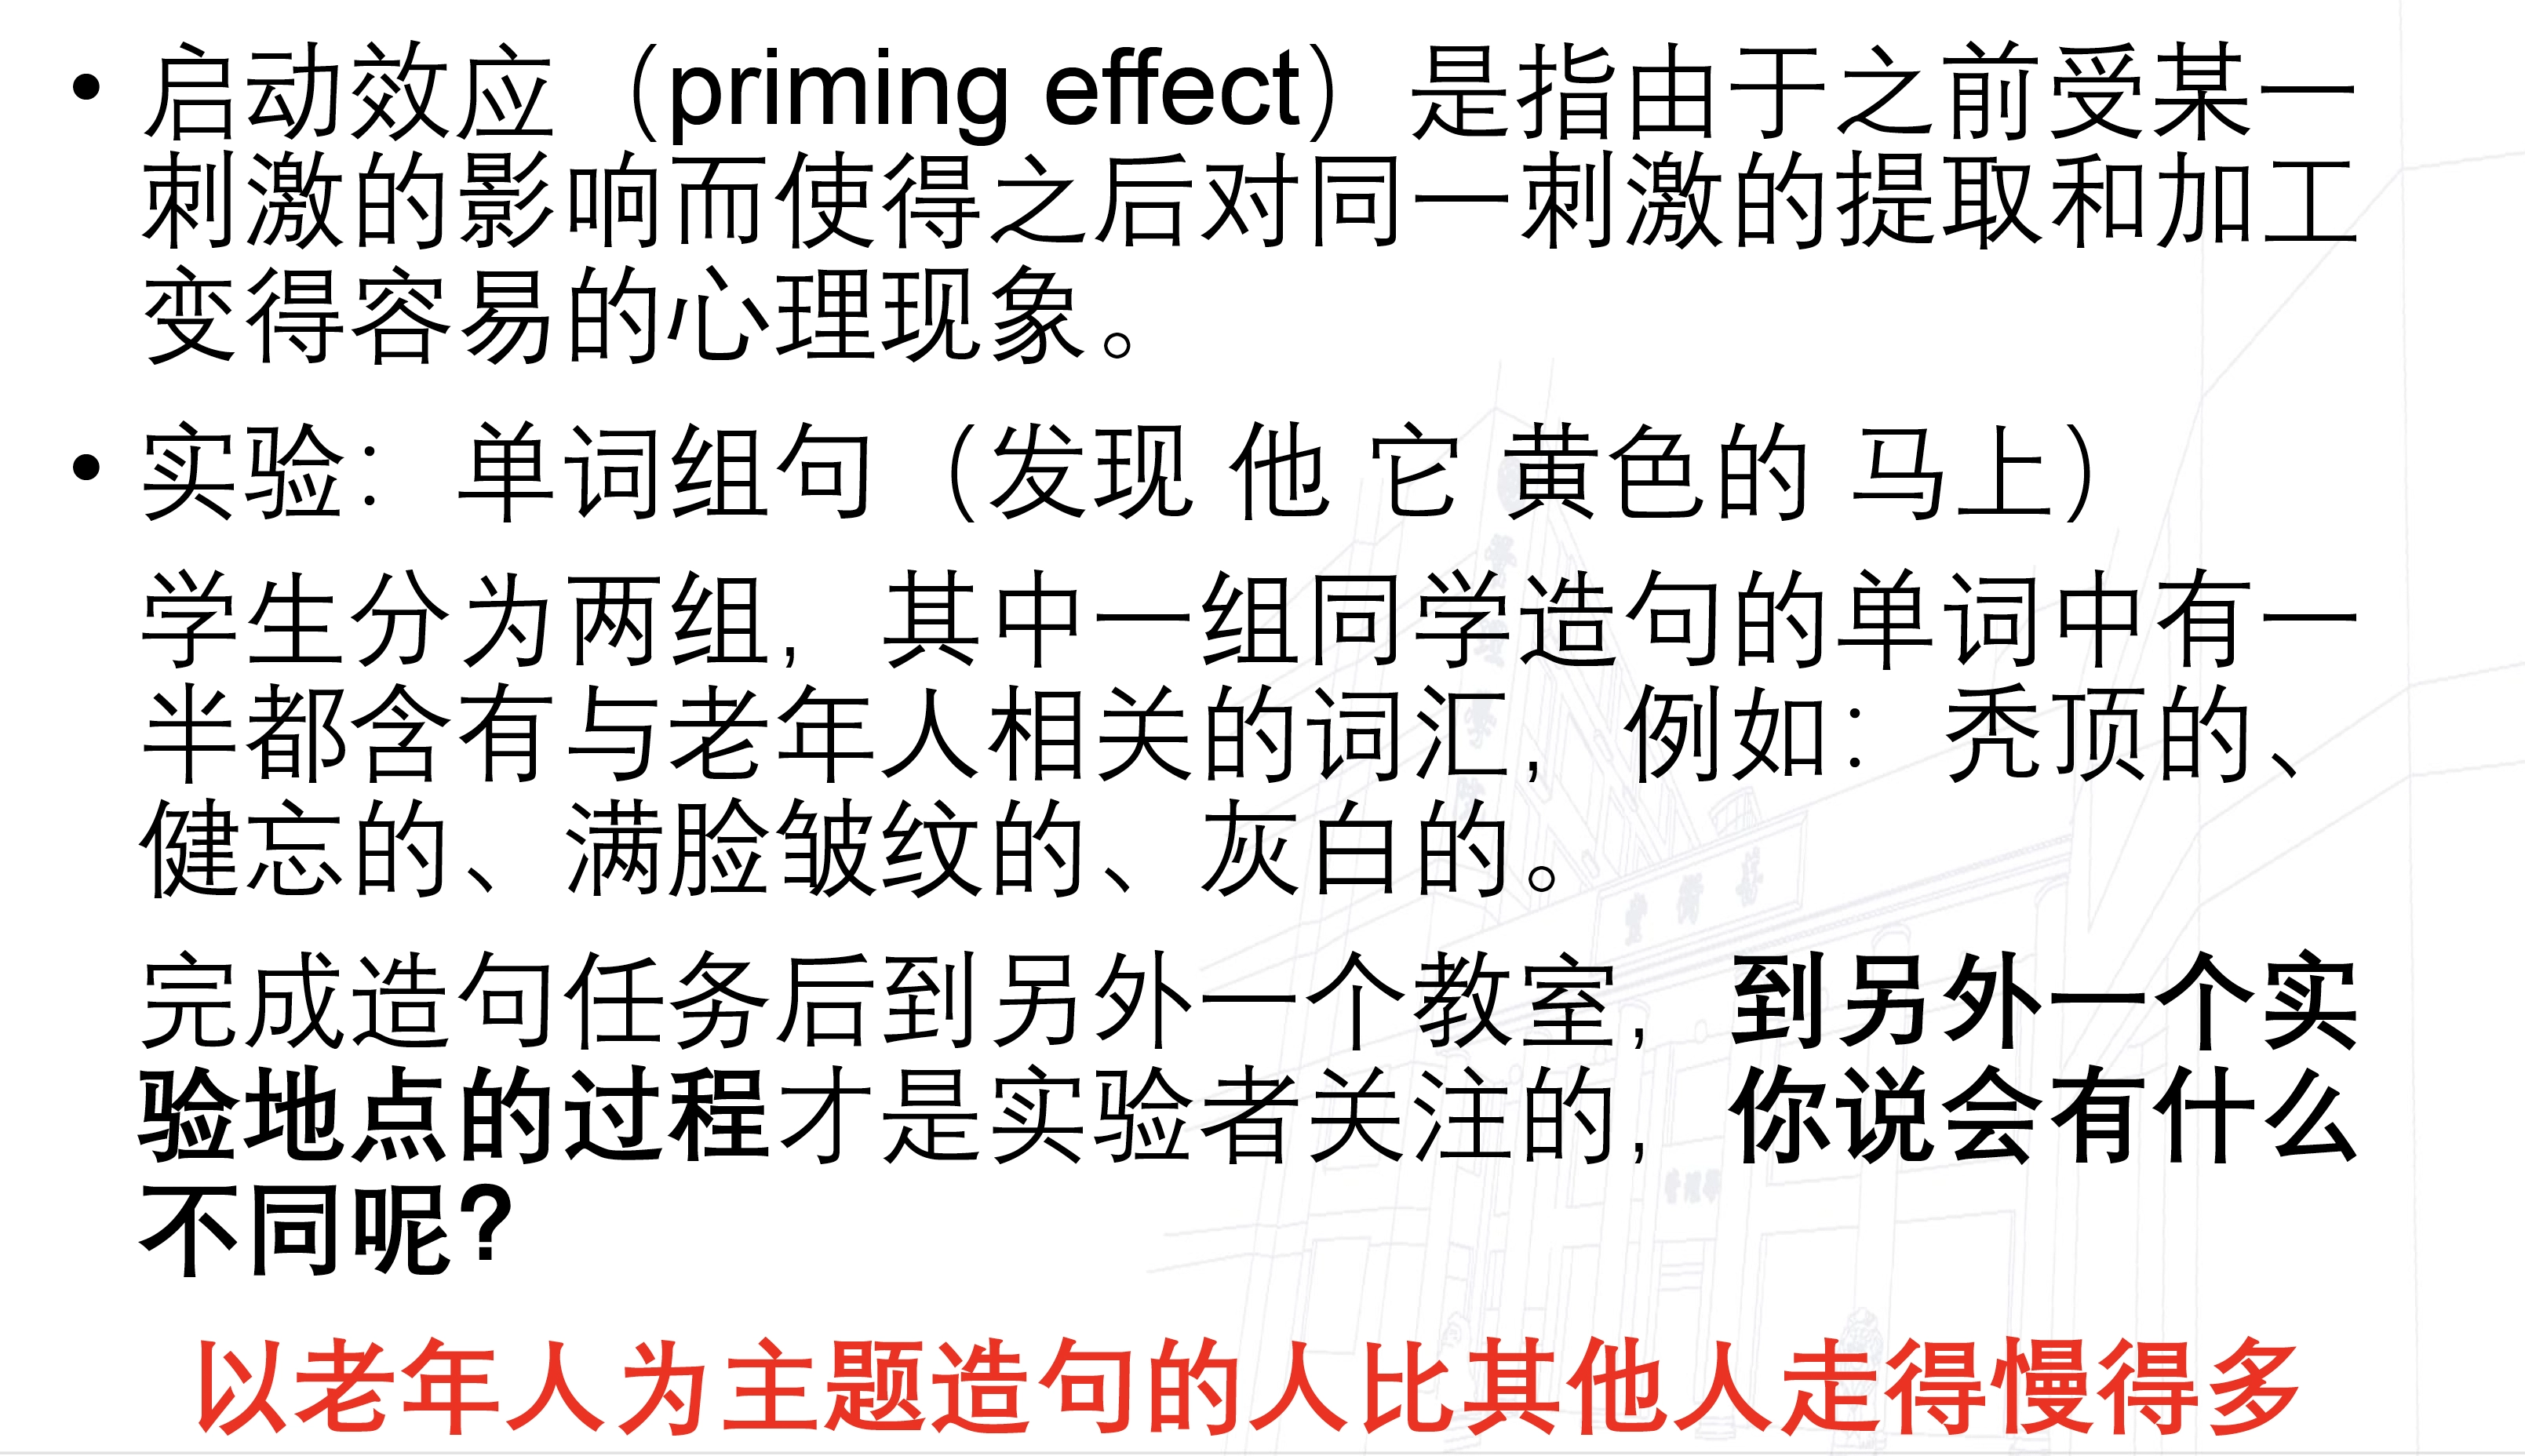 • 启动效应（priming effect）是指由于之前受某一
刺激的影响而使得之后对同一刺激的提取和加工
变得容易的心理现象。
• 实验：单词组句（发现 他 它 黄色的 马上）
学生分为两组，其中一组同学造句的单词中有一
半都含有与老年人相关的词汇，例如：秃顶的、
健忘的、满脸皱纹的、灰白的。
完成造句任务后到另外一个教室，到另外一个实
验地点的过程才是实验者关注的，你说会有什么
不同呢？
以老年人为主题造句的人比其他人走得慢得多